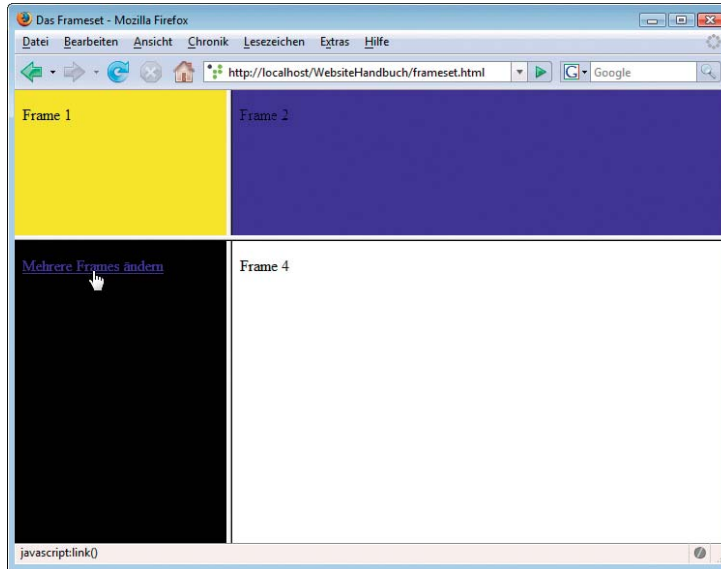 Das Frameset - Mozilla Firefox
Datei Bearbeiten Ansicht Chronik Lesezeichen Extras Hilfe
http://localhost/WebsiteHandbuch/frameset.html
G Google
Frame 1
Frame 2
Mehrere Frames ändern
Frame 4
javascript:link()